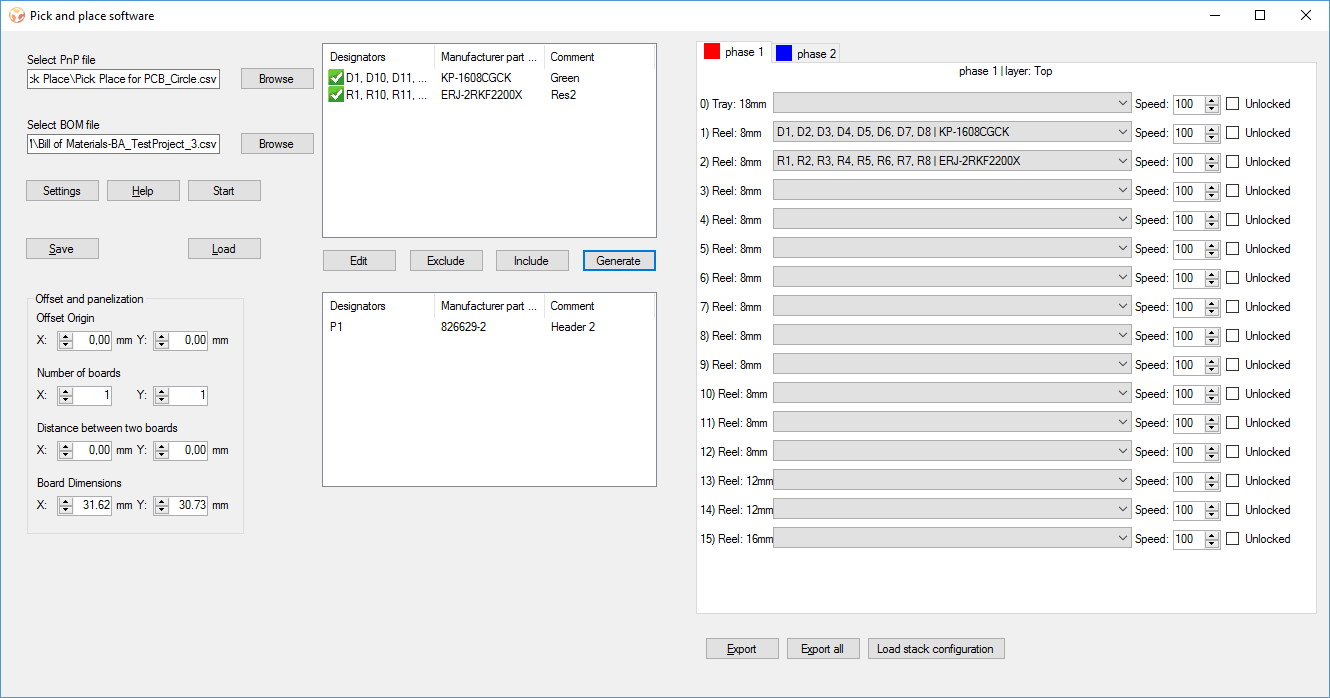 Pick and place software
Select PnP file
:k Place\Pick Place for PCB_Circle.csv
Browse
Select BOM file
!\Bill of Materials-BA_TestProject_3.csv
Browse
Settings Help Start
Save Load
Offset and panelization
Offset Origin
X: 0,00 mm Y: 0,00 mm
Number of boards
X: 1 Y: 1
Distance between two boards
X: 0,00 mm Y: 0,00 mm
Board Dimensions
X: 31.62 mm Y: 30.73 mm
Designators Manufacturer part ... Comment
D1, D10, D11, ... KP-1608CGCK Green
R1, R10, R11, ... ERJ-2RKF2200X Res2
Edit Exclude Include Generate
Designators Manufacturer part ... Comment
P1 826629-2 Header 2
phase 1 phase 2
phase 1 | layer: Top
0) Tray: 18mm Speed: 100 Unlocked
1) Reel: 8mm D1, D2, D3, D4, D5, D6, D7, D8 | KP-1608CGCK Speed: 100 Unlocked
2) Reel: 8mm R1, R2, R3, R4, R5, R6, R7, R8 | ERJ-2RKF2200X Speed: 100 Unlocked
3) Reel: 8mm Speed: 100 Unlocked
4) Reel: 8mm Speed: 100 Unlocked
5) Reel: 8mm Speed: 100 Unlocked
6) Reel: 8mm Speed: 100 Unlocked
7) Reel: 8mm Speed: 100 Unlocked
8) Reel: 8mm Speed: 100 Unlocked
9) Reel: 8mm Speed: 100 Unlocked
10) Reel: 8mm Speed: 100 Unlocked
11) Reel: 8mm Speed: 100 Unlocked
12) Reel: 8mm Speed: 100 Unlocked
13) Reel: 12mm Speed: 100 Unlocked
14) Reel: 12mm Speed: 100 Unlocked
15) Reel: 16mm Speed: 100 Unlocked
Export Export all Load stack configuration